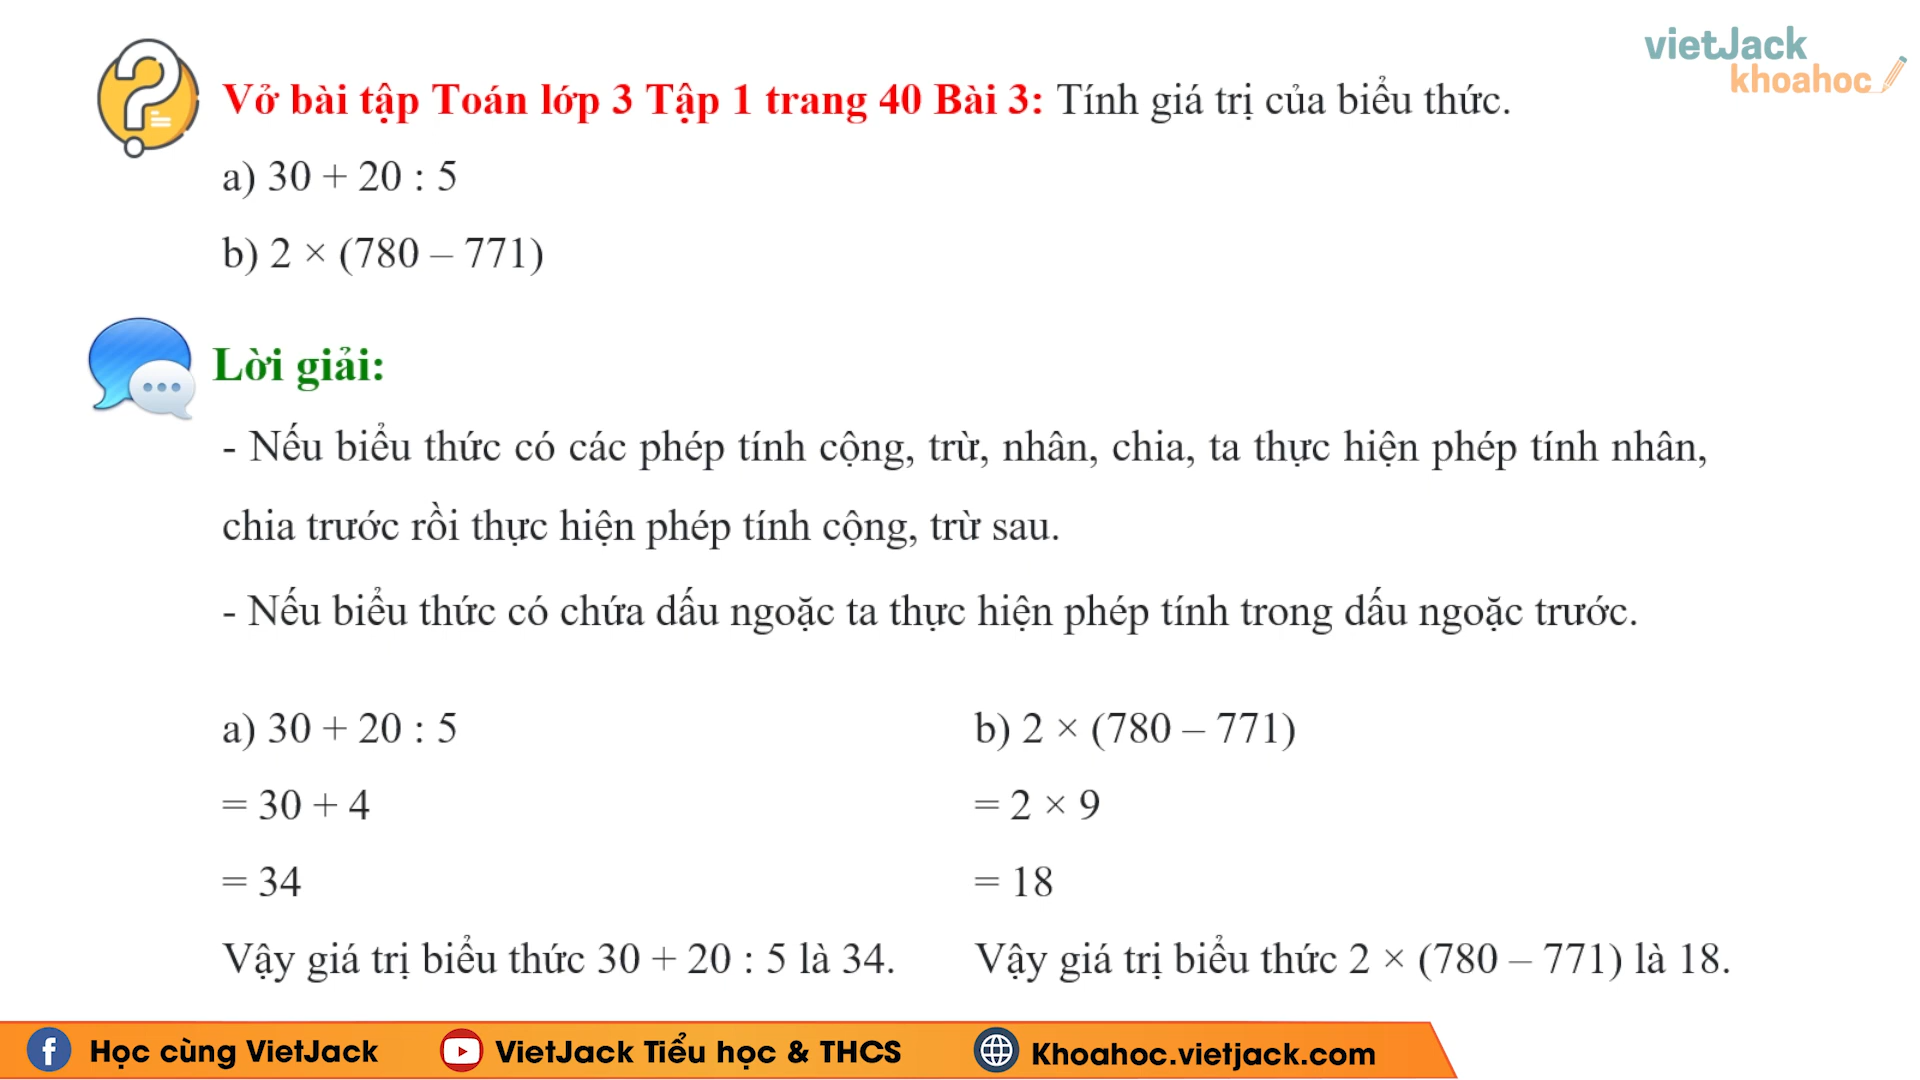 vietJack
khoahoc
Vở bài tập Toán lớp 3 Tập 1 trang 40 Bài 3: Tính giá trị của biểu thức.
a) 30 + 20 : 5
b) 2 × (780 – 771)
Lời giải:
- Nếu biểu thức có các phép tính cộng, trừ, nhân, chia, ta thực hiện phép tính nhân,
chia trước rồi thực hiện phép tính cộng, trừ sau.
- Nếu biểu thức có chứa dấu ngoặc ta thực hiện phép tính trong dấu ngoặc trước.
a) 30 + 20 : 5
= 30 + 4
= 34
Vậy giá trị biểu thức 30 + 20 : 5 là 34.
b) 2 × (780 – 771)
= 2 × 9
= 18
Vậy giá trị biểu thức 2 × (780 – 771) là 18.
Học cùng VietJack
VietJack Tiểu học & THCS
Khoahoc.vietjack.com